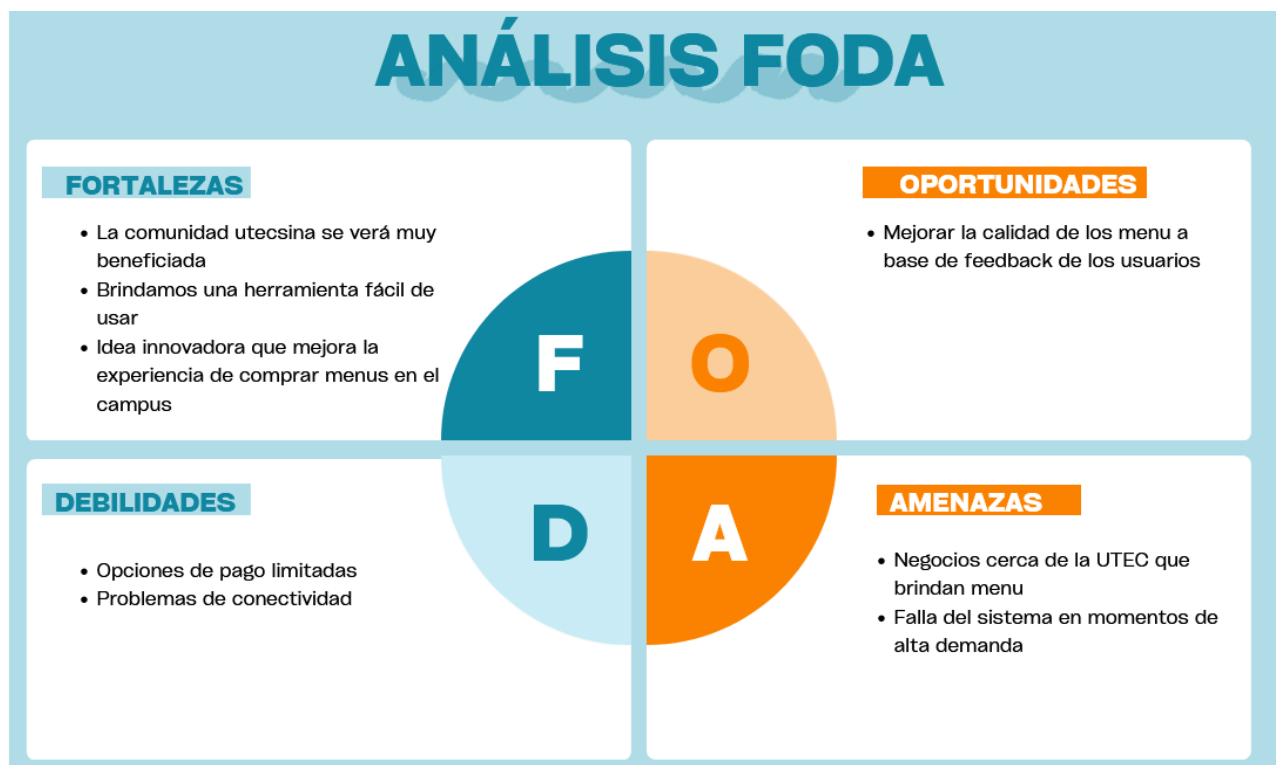 ANÁLISIS FODA
FORTALEZAS
• La comunidad utecsina se verá muy
beneficiada
• Brindamos una herramienta fácil de
usar
• Idea innovadora que mejora la
experiencia de comprar menus en el
campus
OPORTUNIDADES
• Mejorar la calidad de los menu a
base de feedback de los usuarios
F
O
DEBILIDADES
• Opciones de pago limitadas
• Problemas de conectividad
D
A
AMENAZAS
• Negocios cerca de la UTEC que
brindan menu
• Falla del sistema en momentos de
alta demanda